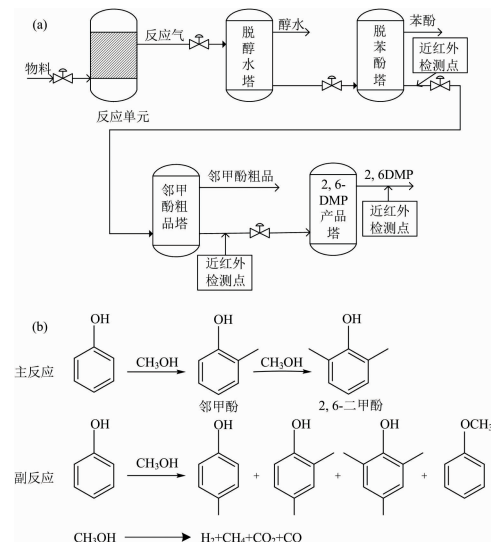 (a)
物料
反应单元
反应气
脱醇水塔
醇水
脱苯酚塔
苯酚
近红外
检测点
邻甲酚粗品塔
邻甲酚粗品
近红外
检测点
2, 6-
DMP
产品
塔
2, 6DMP
近红外
检测点
(b)
主反应
OH
CH₃OH
OH
邻甲酚
CH₃OH
OH
2, 6-二甲酚
副反应
OH
CH₃OH
OH
+
OH
+
OH
+
OCH₃
CH₃OH
H₂+CH₄+CO₂+CO